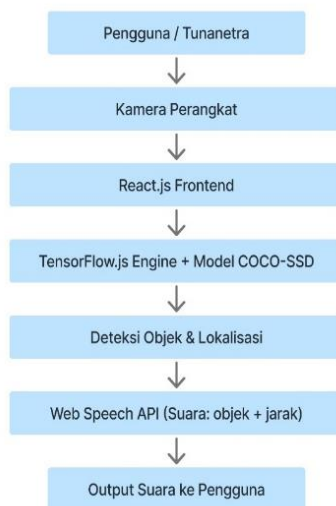 Pengguna / Tunanetra
Kamera Perangkat
React.js Frontend
TensorFlow.js Engine + Model COCO-SSD
Deteksi Objek & Lokalisasi
Web Speech API (Suara: objek + jarak)
Output Suara ke Pengguna